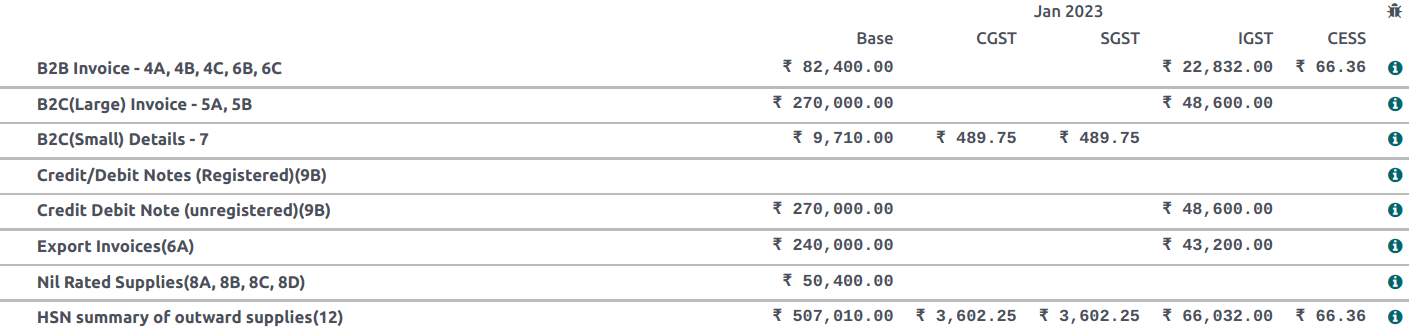 Jan 2023
Base CGST SGST IGST CESS
B2B Invoice - 4A, 4B, 4C, 6B, 6C ₹ 82,400.00 ₹ 22,832.00 ₹ 66.36
B2C(Large) Invoice - 5A, 5B ₹ 270,000.00 ₹ 48,600.00
B2C(Small) Details - 7 ₹ 9,710.00 ₹ 489.75 ₹ 489.75
Credit/Debit Notes (Registered)(9B)
Credit Debit Note (unregistered)(9B) ₹ 270,000.00 ₹ 48,600.00
Export Invoices(6A) ₹ 240,000.00 ₹ 43,200.00
Nil Rated Supplies(8A, 8B, 8C, 8D) ₹ 50,400.00
HSN summary of outward supplies(12) ₹ 507,010.00 ₹ 3,602.25 ₹ 3,602.25 ₹ 66,032.00 ₹ 66.36